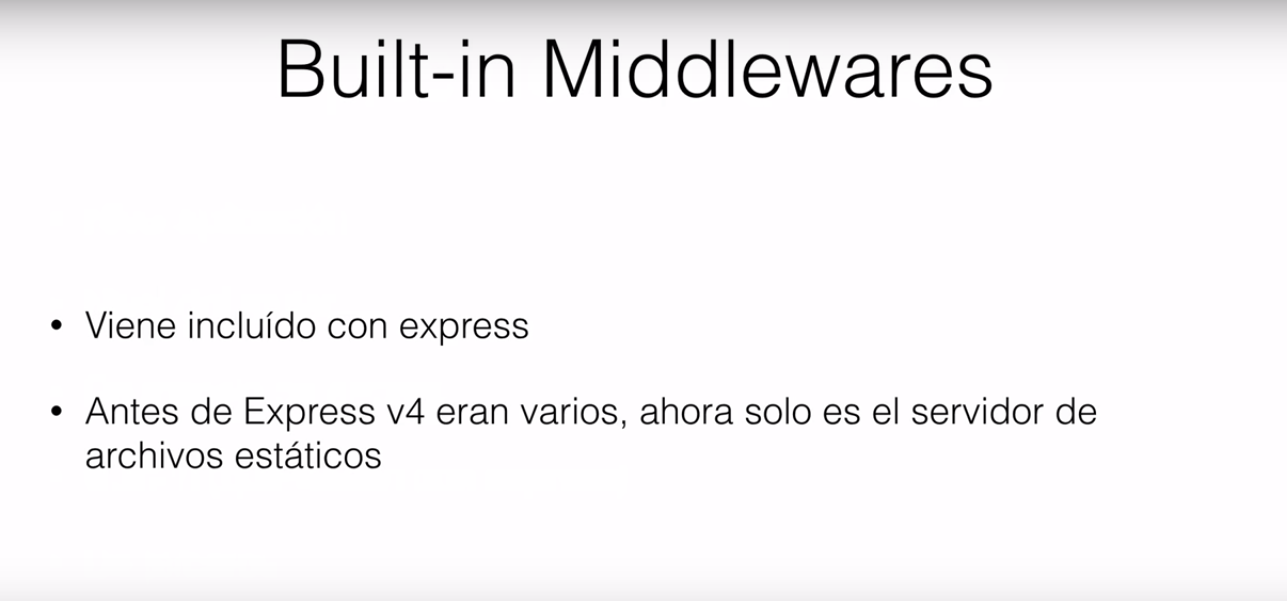 Built-in Middlewares
• Viene incluído con express
• Antes de Express v4 eran varios, ahora solo es el servidor de
archivos estáticos